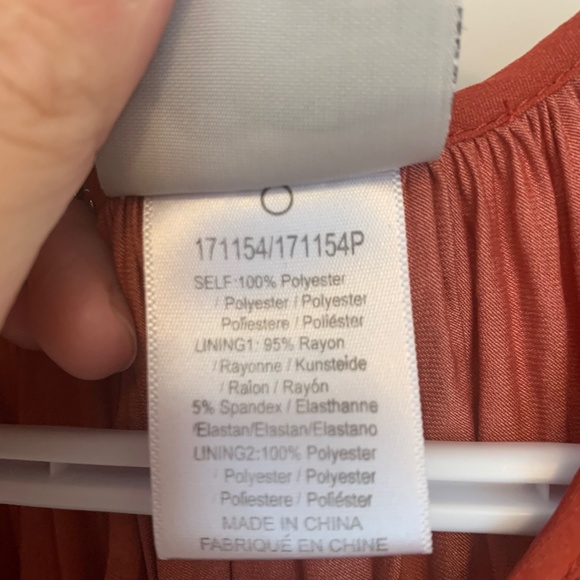 171154/171154P
SELF:100% Polyester
/ Polyester / Polyester
Poliestere / Poliéster
LINING1: 95% Rayon
/ Rayonne / Kunsteide
/ Raion / Rayón
5% Spandex / Elasthanne
/Elastan/Elastan/Elastano
LINING2:100% Polyester
Polyester / Polyester
Poliestere / Poliéster
MADE IN CHINA
FABRIQUÉ EN CHINE